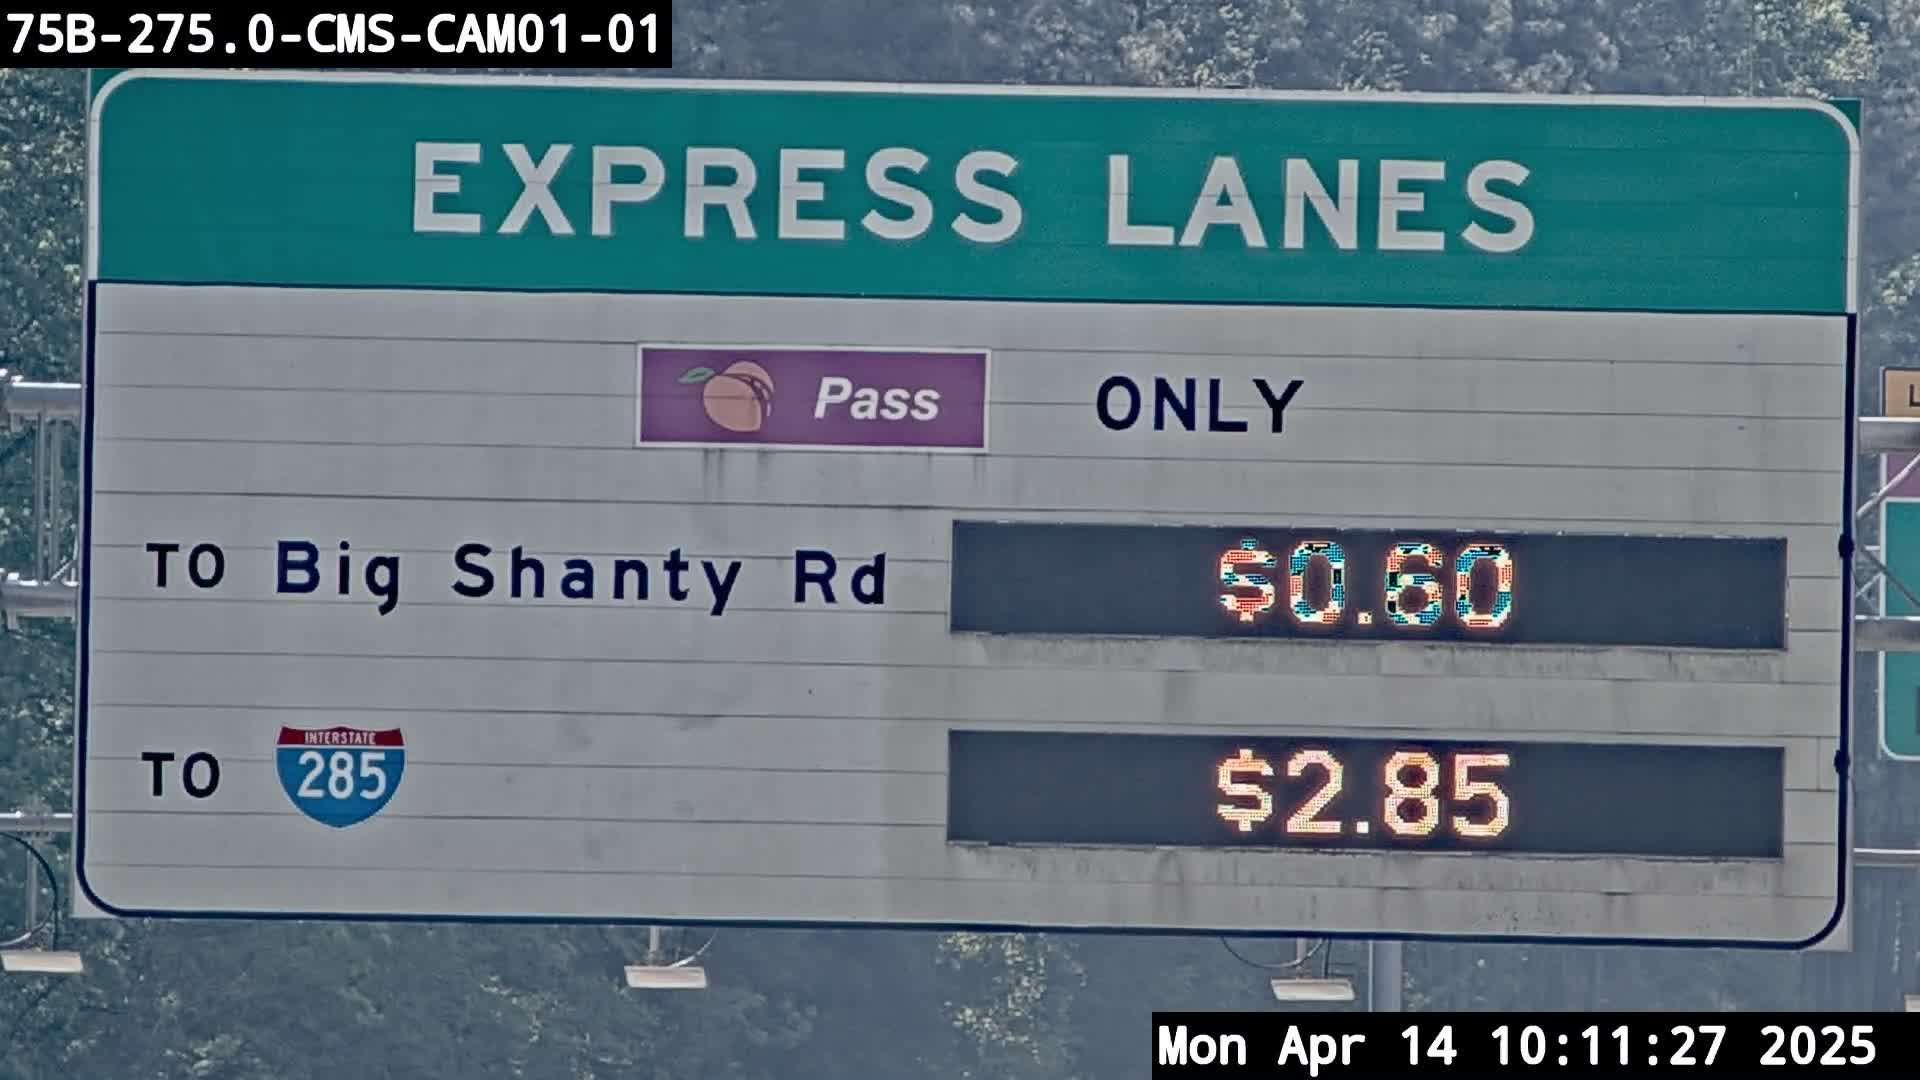 75B-275.0-CMS-CAM01-01
EXPRESS LANES
Pass ONLY
TO Big Shanty Rd $0.60
INTERSTATE
TO 285 $2.85
Mon Apr 14 10:11:27 2025